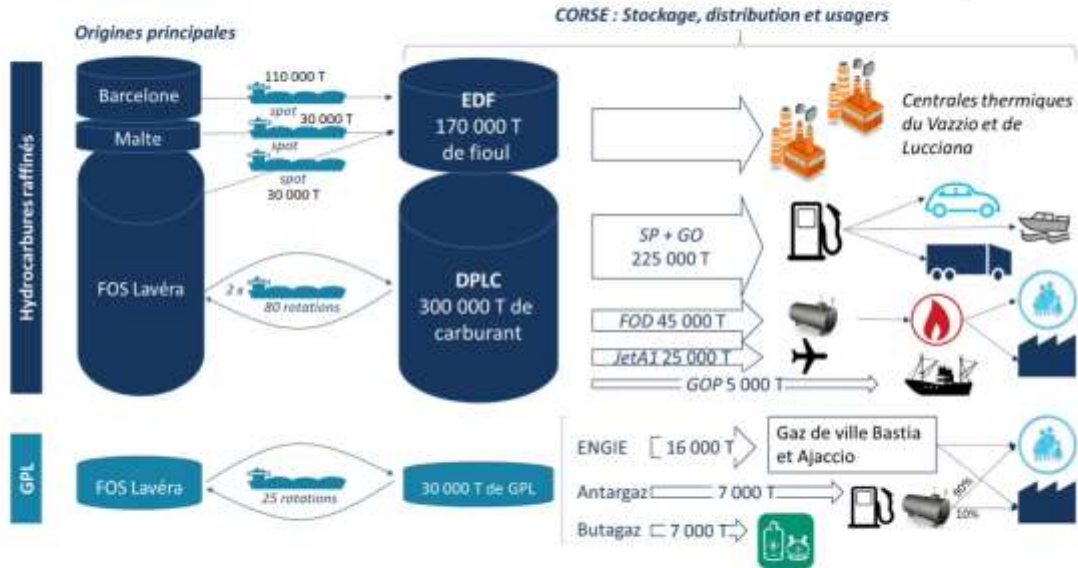 CORSE : Stockage, distribution et usagers
Origines principales
Hydrocarbures raffinés
Barcelone
Malte
FOS Lavéra
110 000 T
spot
30 000 T
spot
spot
30 000 T
2 x
80 rotations
EDF
170 000 T
de fioul
DPLC
300 000 T de
carburant
Centrales thermiques
du Vazzio et de
Lucciana
SP + GO
225 000 T
FOD 45 000 T
JetA1 25 000 T
GOP 5 000 T
GPL
FOS Lavéra
25 rotations
30 000 T de GPL
ENGIE
16 000 T
Gaz de ville Bastia
et Ajaccio
Antargaz
7 000 T
90%
10%
Butagaz
7 000 T